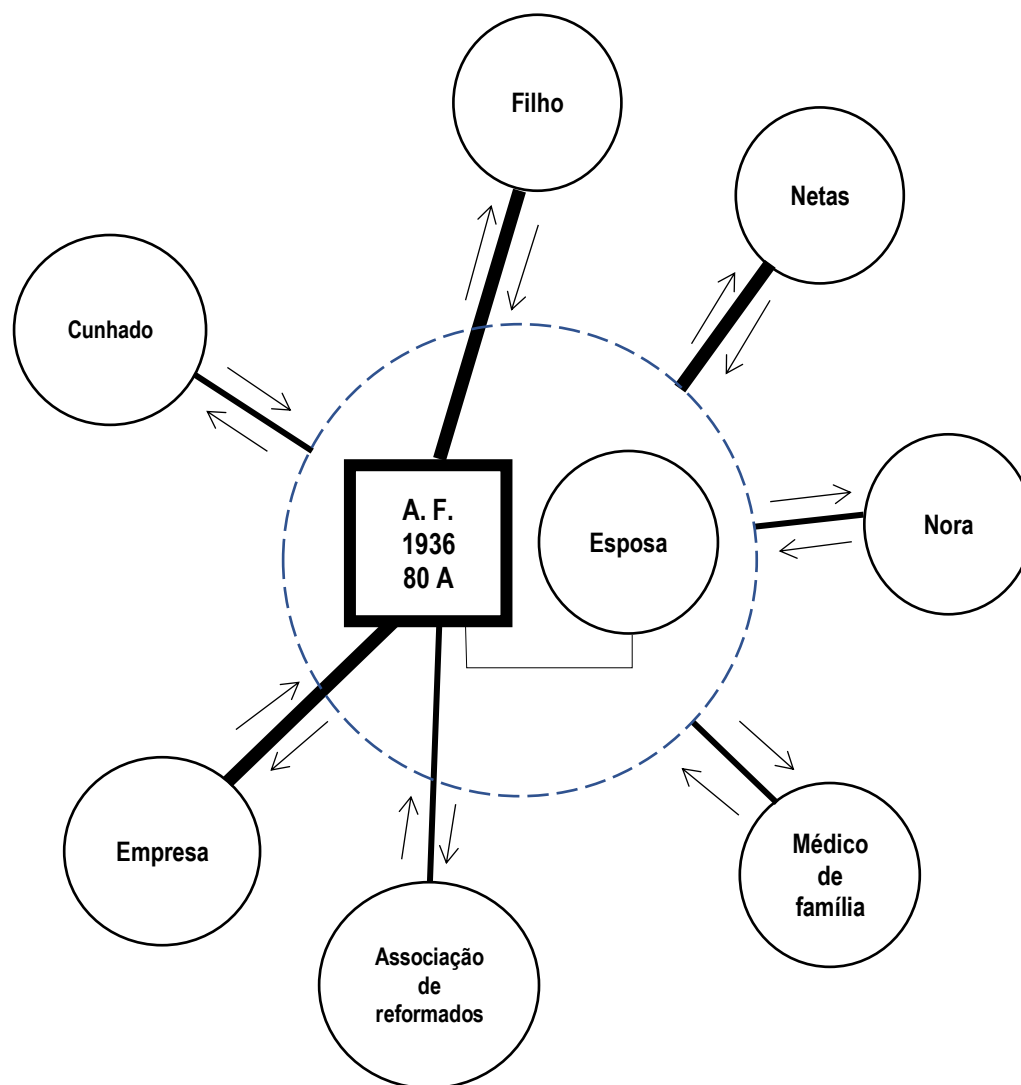 Filho
Netas
Cunhado
A. F.
1936
80 A
Esposa
Nora
Empresa
Médico
de
família
Associação
de
reformados